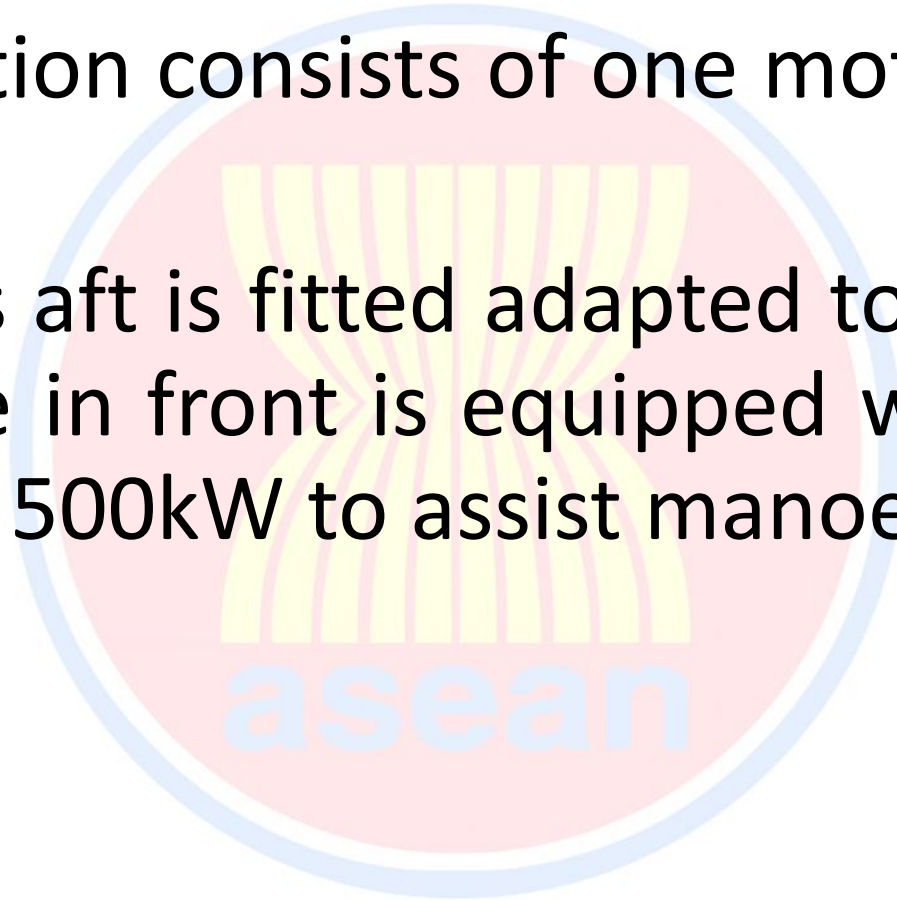 tion consists of one mot
s aft is fitted adapted to
e in front is equipped w
500kW to assist manoe
asean